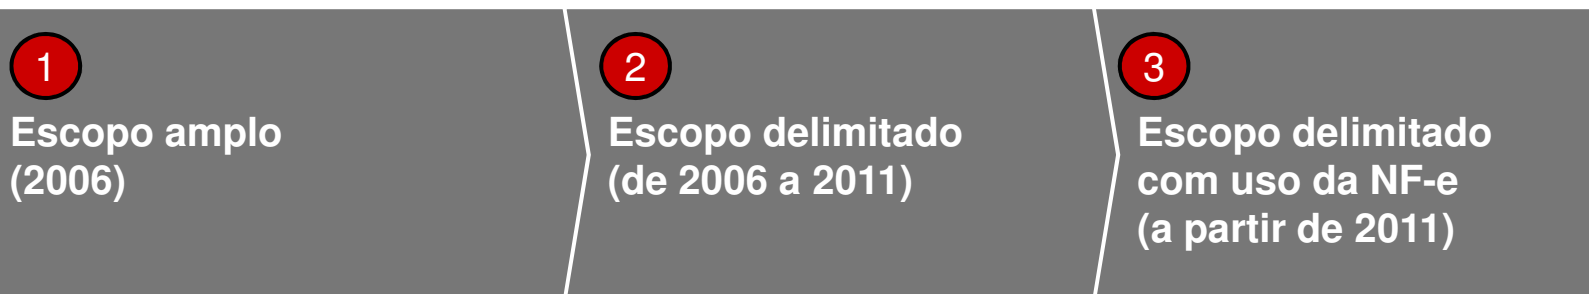 1
Escopo amplo
(2006)
2
Escopo delimitado
(de 2006 a 2011)
3
Escopo delimitado
com uso da NF-e
(a partir de 2011)